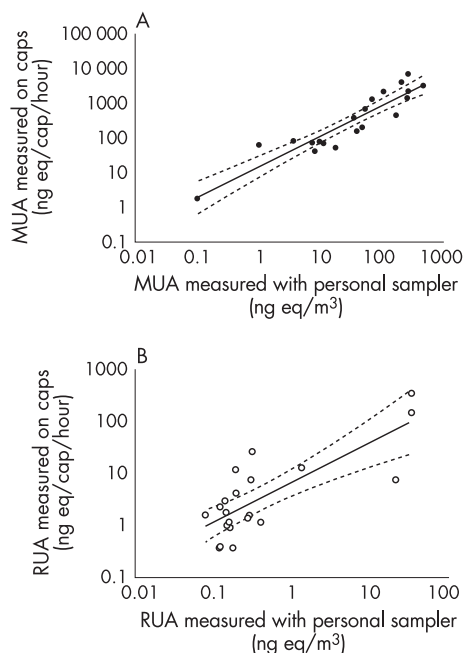 A
100 000
10 000
1000
100
10
1
0.1
MUA measured on caps
(ng eq/cap/hour)
0.01 0.1 1 10 100 1000
MUA measured with personal sampler
(ng eq/m³)
B
1000
100
10
1
0.1
RUA measured on caps
(ng eq/cap/hour)
0.01 0.1 1 10 100
RUA measured with personal sampler
(ng eq/m³)